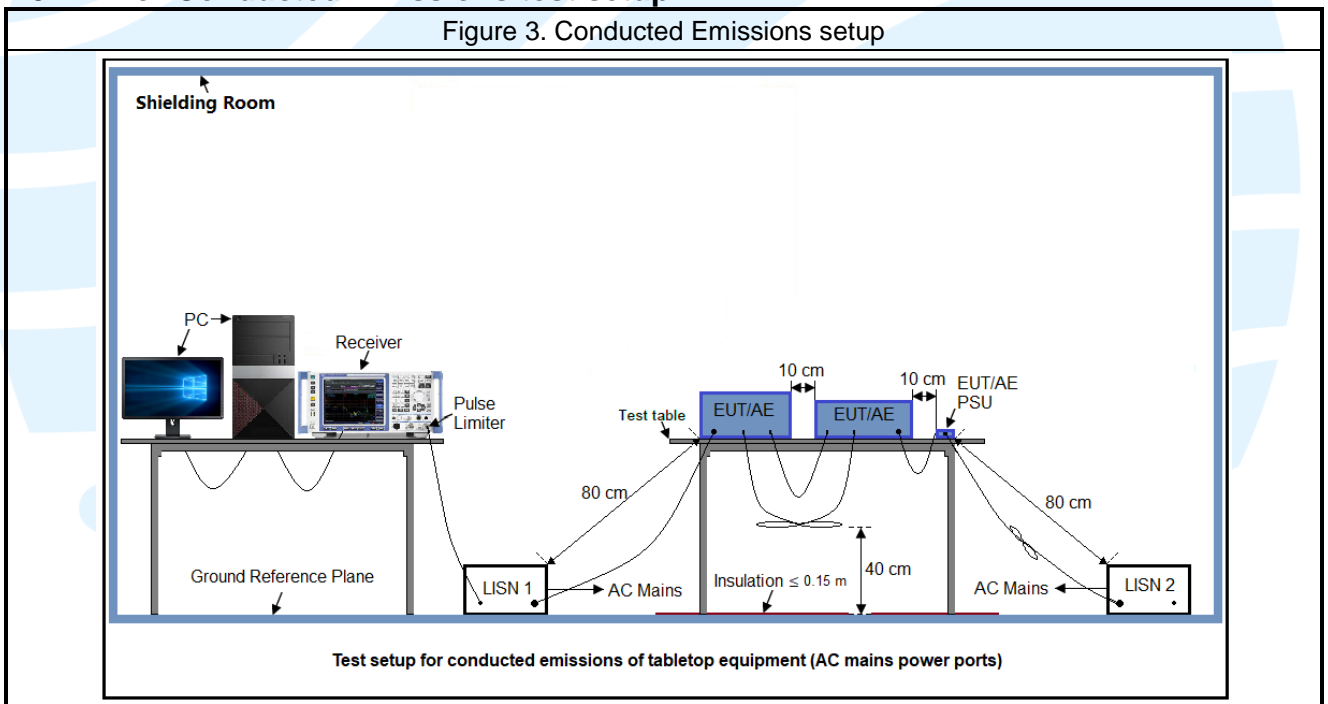 Figure 3. Conducted Emissions setup
Shielding Room
PC
Receiver
Pulse
Limiter
10 cm
10 cm
EUT/AE
PSU
Test table
EUT/AE
EUT/AE
80 cm
80 cm
Ground Reference Plane
LISN 1
AC Mains
Insulation ≤ 0.15 m
40 cm
AC Mains
LISN 2
Test setup for conducted emissions of tabletop equipment (AC mains power ports)